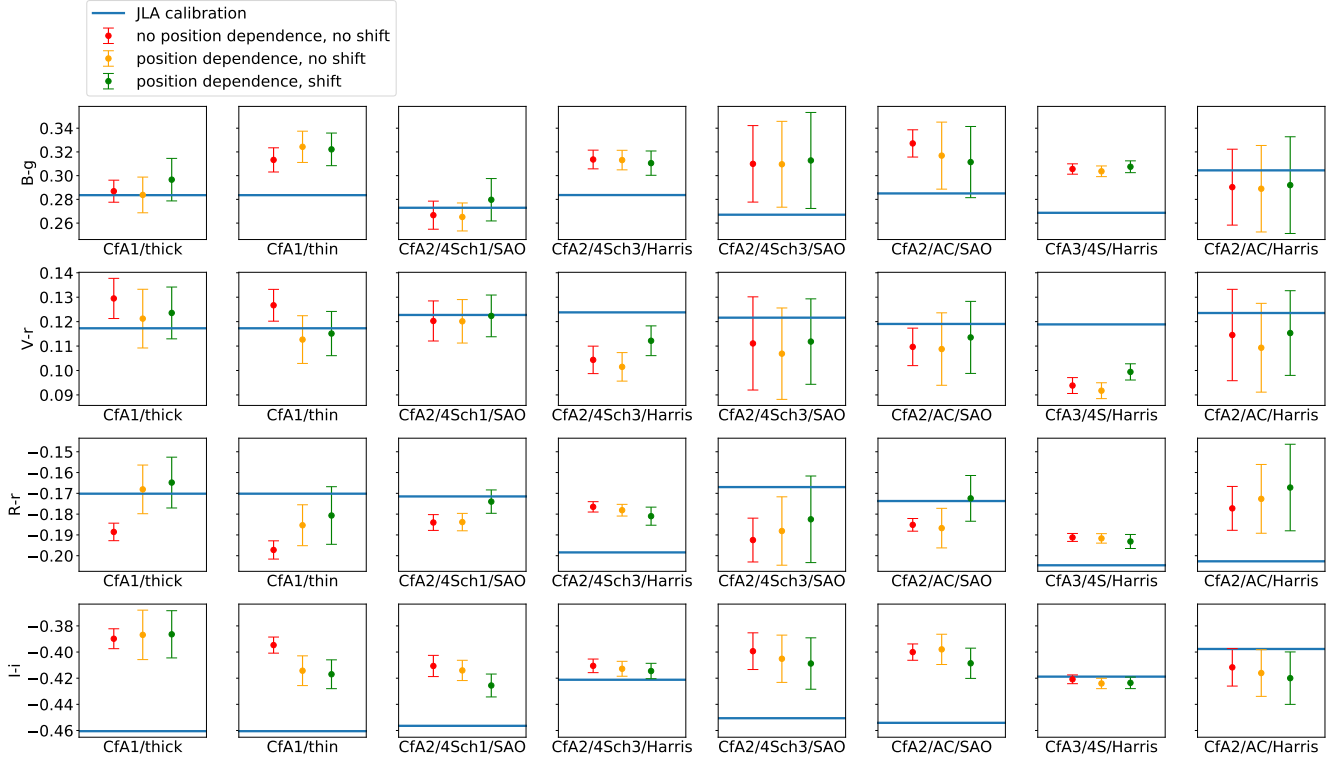 JLA calibration
no position dependence, no shift
position dependence, no shift
position dependence, shift
B-g
0.34
0.32
0.30
0.28
0.26
CfA1/thick CfA1/thin CfA2/4Sch1/SAO CfA2/4Sch3/Harris CfA2/4Sch3/SAO CfA2/AC/SAO CfA3/4S/Harris CfA2/AC/Harris
V-r
0.14
0.13
0.12
0.11
0.10
0.09
CfA1/thick CfA1/thin CfA2/4Sch1/SAO CfA2/4Sch3/Harris CfA2/4Sch3/SAO CfA2/AC/SAO CfA3/4S/Harris CfA2/AC/Harris
R-r
−0.15
−0.16
−0.17
−0.18
−0.19
−0.20
CfA1/thick CfA1/thin CfA2/4Sch1/SAO CfA2/4Sch3/Harris CfA2/4Sch3/SAO CfA2/AC/SAO CfA3/4S/Harris CfA2/AC/Harris
I-i
−0.38
−0.40
−0.42
−0.44
−0.46
CfA1/thick CfA1/thin CfA2/4Sch1/SAO CfA2/4Sch3/Harris CfA2/4Sch3/SAO CfA2/AC/SAO CfA3/4S/Harris CfA2/AC/Harris